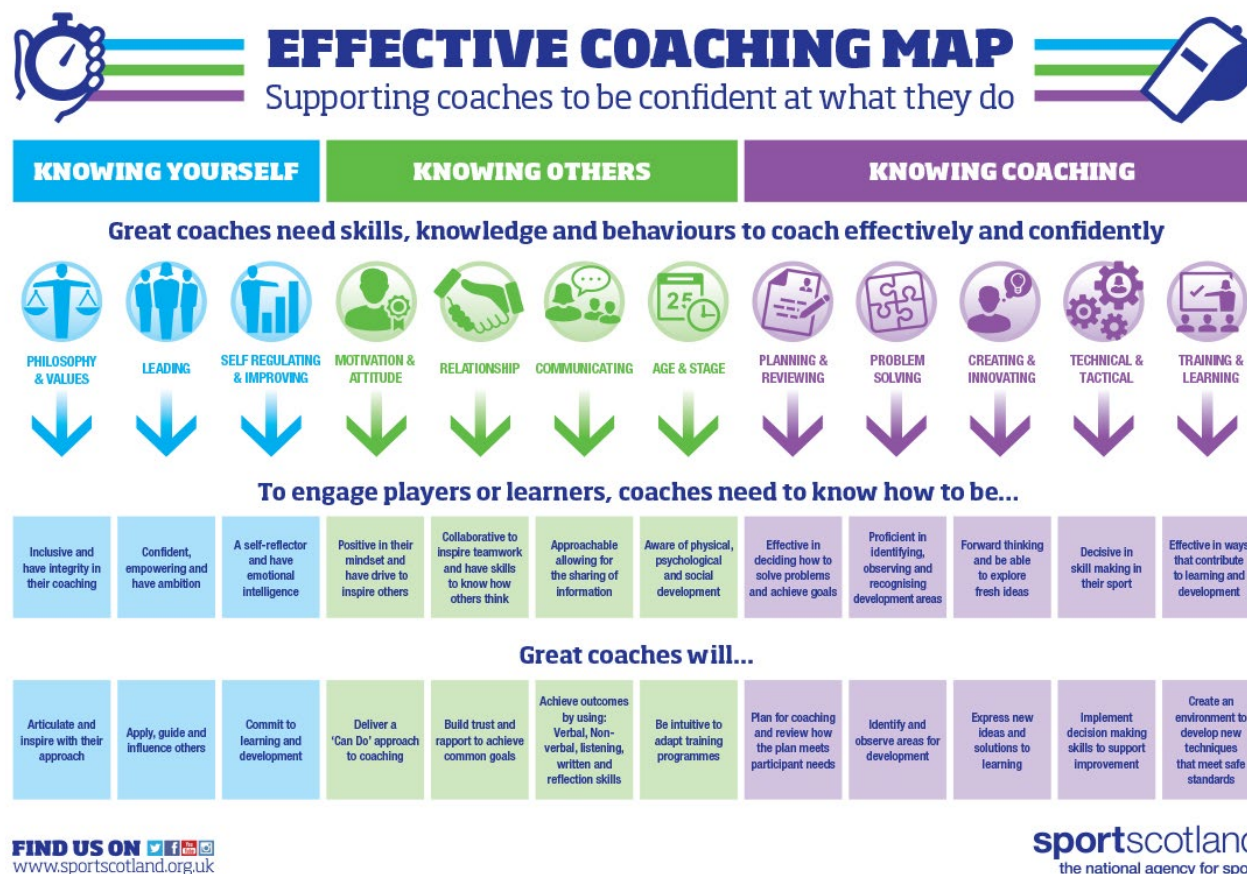 EFFECTIVE COACHING MAP
Supporting coaches to be confident at what they do
KNOWING YOURSELF
KNOWING OTHERS
KNOWING COACHING
Great coaches need skills, knowledge and behaviours to coach effectively and confidently
25
PHILOSOPHY
& VALUES
LEADING
SELF REGULATING
& IMPROVING
MOTIVATION &
ATTITUDE
RELATIONSHIP
COMMUNICATING
AGE & STAGE
PLANNING &
REVIEWING
PROBLEM
SOLVING
CREATING &
INNOVATING
TECHNICAL &
TACTICAL
TRAINING &
LEARNING
To engage players or learners, coaches need to know how to be...
Inclusive and
have integrity in
their coaching
Confident,
empowering and
have ambition
A self-reflector
and have
emotional
intelligence
Positive in their
mindset and
have drive to
inspire others
Collaborative to
inspire teamwork
and have skills
to know how
others think
Approachable
allowing for
the sharing of
information
Aware of physical,
psychological
and social
development
Effective in
deciding how to
solve problems
and achieve goals
Proficient in
identifying,
observing and
recognising
development areas
Forward thinking
and be able
to explore
fresh ideas
Decisive in
skill making in
their sport
Effective in ways
that contribute
to learning and
development
Great coaches will...
Articulate and
inspire with their
approach
Apply, guide and
influence others
Commit to
learning and
development
Deliver a
'Can Do' approach
to coaching
Build trust and
rapport to achieve
common goals
Achieve outcomes
by using:
Verbal, Non-
verbal, listening,
written and
reflection skills
Be intuitive to
adapt training
programmes
Plan for coaching
and review how
the plan meets
participant needs
Identify and
observe areas for
development
Express new
ideas and
solutions to
learning
Implement
decision making
skills to support
improvement
Create an
environment to
develop new
techniques
that meet safe
standards
FIND US ON
www.sportscotland.org.uk
sportscotland
the national agency for sport